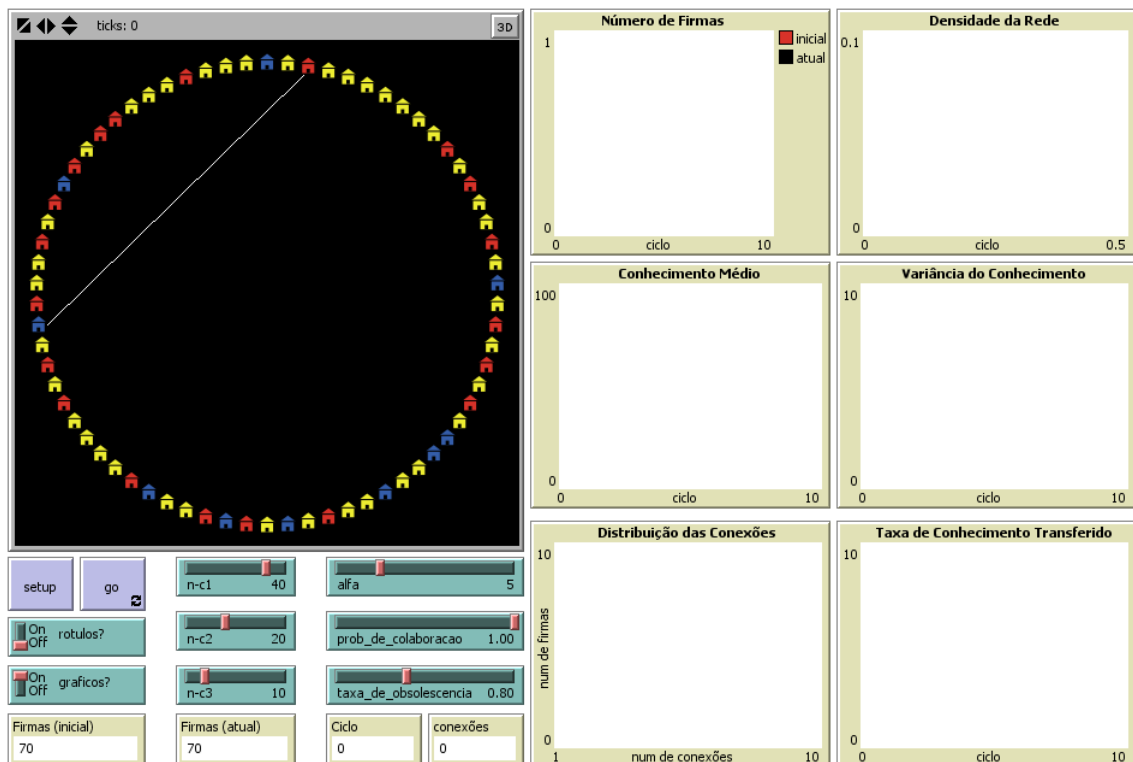 ticks: 0
3D
setup
go
On
Off
rotulos?
On
Off
graficos?
n-c1 40
n-c2 20
n-c3 10
alfa 5
prob_de_colaboracao 1.00
taxa_de_obsolescencia 0.80
Firmas (inicial)
70
Firmas (atual)
70
Ciclo
0
conexões
0
Número de Firmas
1
0
0 ciclo 10
inicial
atual
Densidade da Rede
0.1
0
0 ciclo 0.5
Conhecimento Médio
100
0
0 ciclo 10
Variância do Conhecimento
10
0
0 ciclo 10
Distribuição das Conexões
10
num de firmas
0
1 num de conexões 10
Taxa de Conhecimento Transferido
10
0
0 ciclo 10